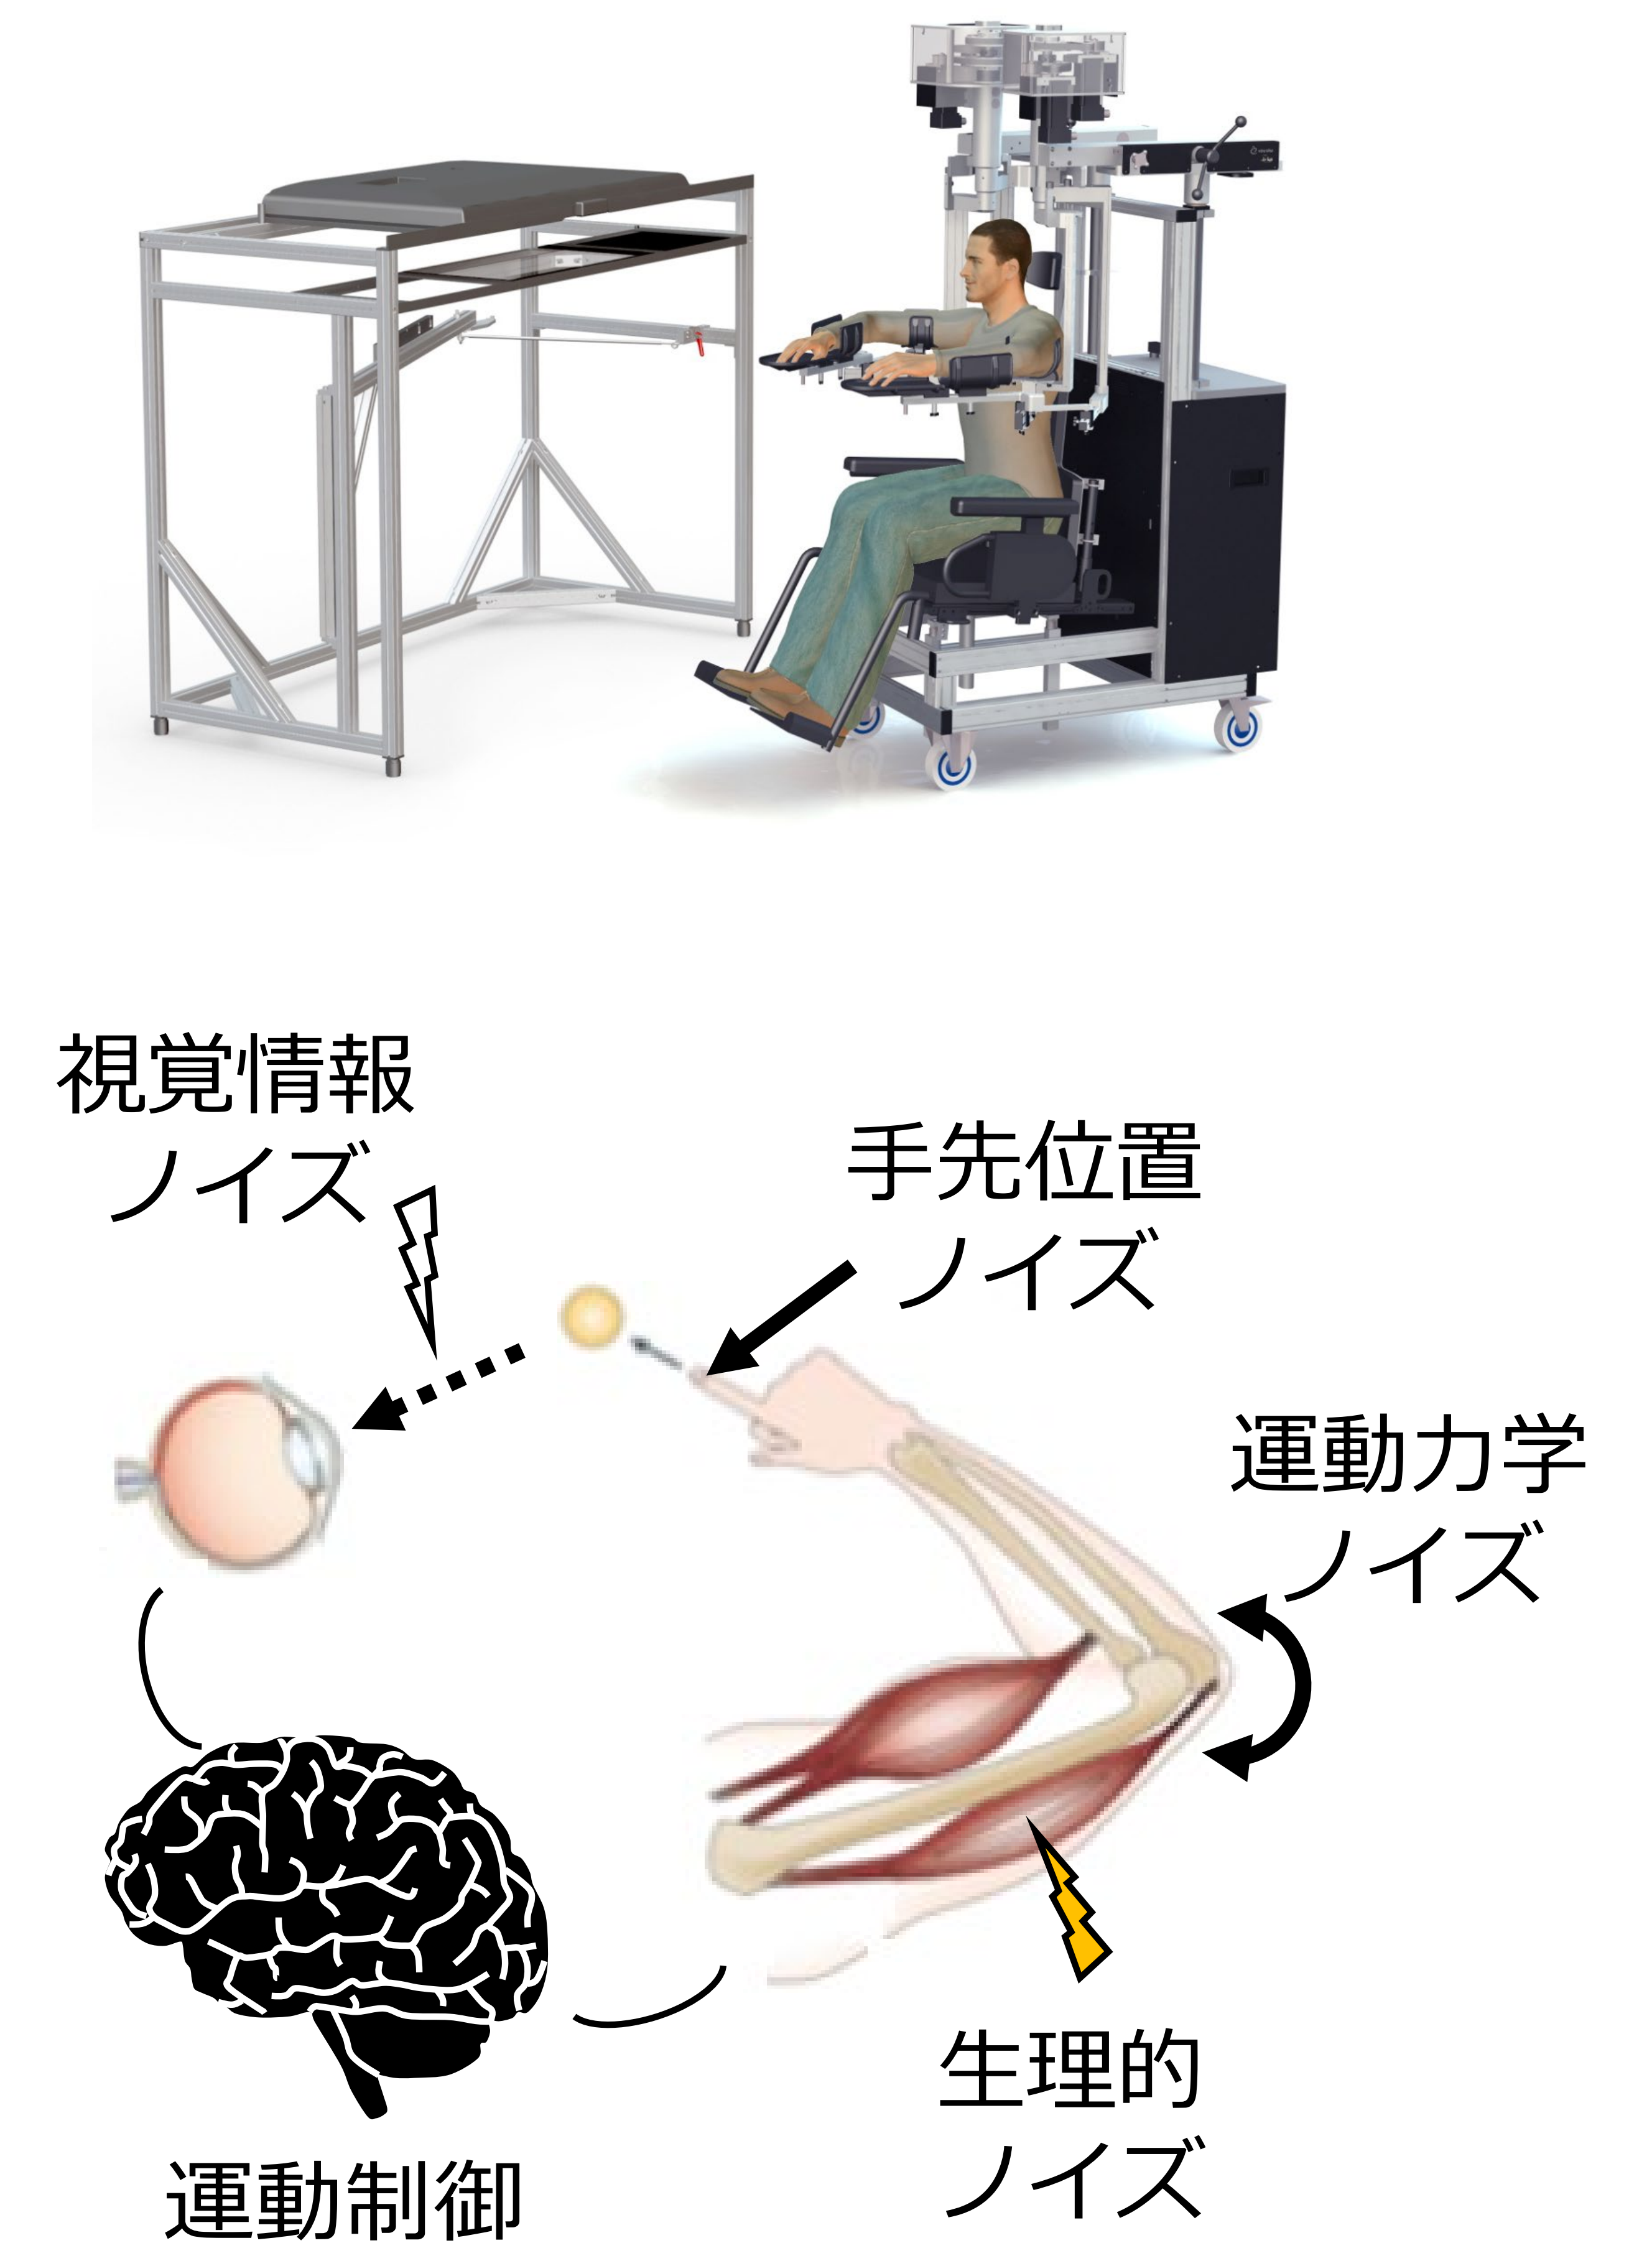 視覚情報
ノイズ
手先位置
ノイズ
運動力学
ノイズ
生理的
ノイズ
運動制御